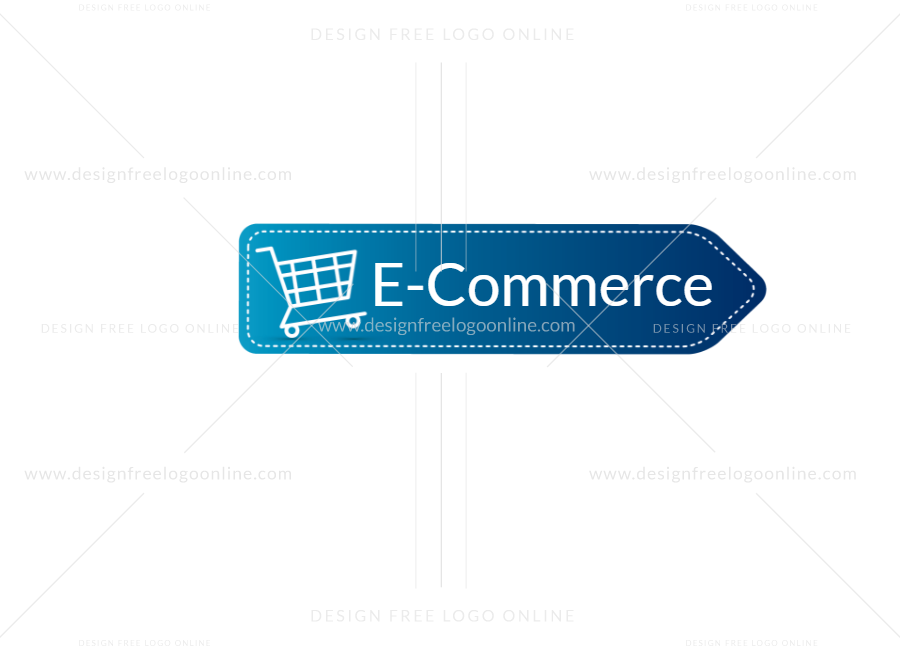 DESIGN FREE LOGO ONLINE DESIGN FREE LOGO ONLINE
DESIGN FREE LOGO ONLINE
www.designfreelogoonline.com www.designfreelogoonline.com
E-Commerce
DESIGN FREE LOGO ONLINE www.designfreelogoonline.com DESIGN FREE LOGO ONLINE
www.designfreelogoonline.com www.designfreelogoonline.com
DESIGN FREE LOGO ONLINE
DESIGN FREE LOGO ONLINE DESIGN FREE LOGO ONLINE